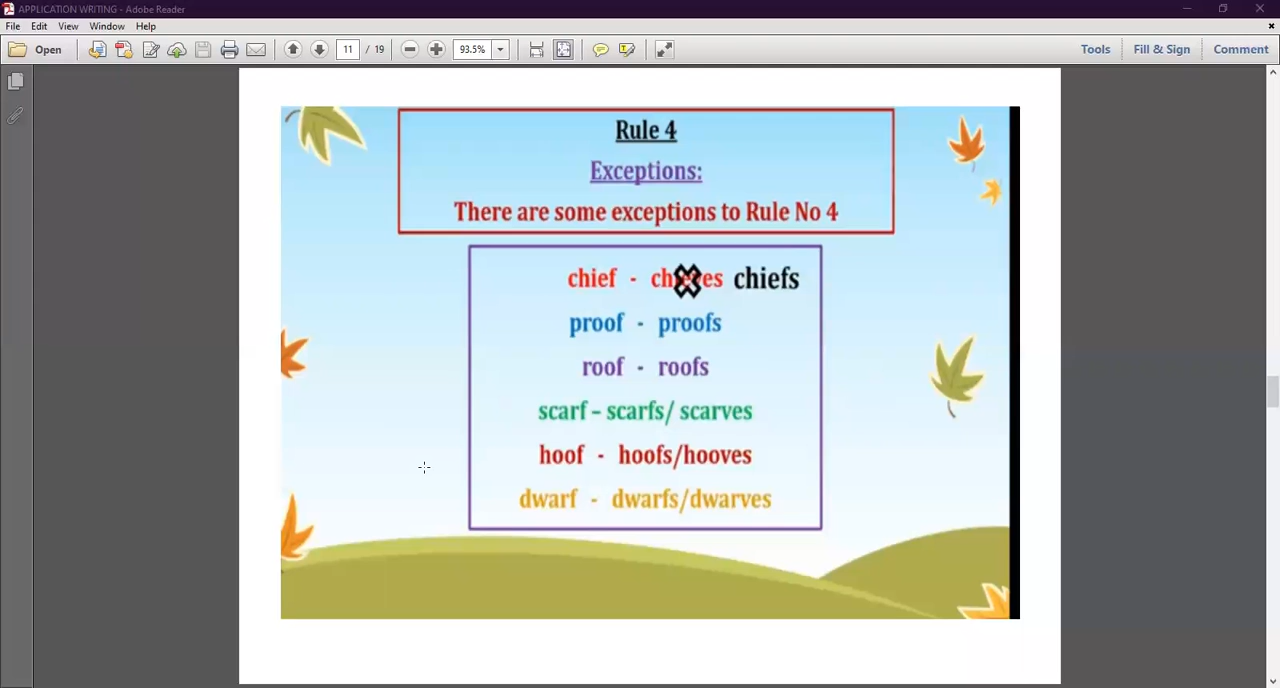 APPLICATION WRITING - Adobe Reader
File Edit View Window Help
Open 11 / 19 93.5% Tools Fill & Sign Comment
Rule 4
Exceptions:
There are some exceptions to Rule No 4
chief - chieves chiefs
proof - proofs
roof - roofs
scarf – scarfs/ scarves
hoof - hoofs/hooves
dwarf - dwarfs/dwarves